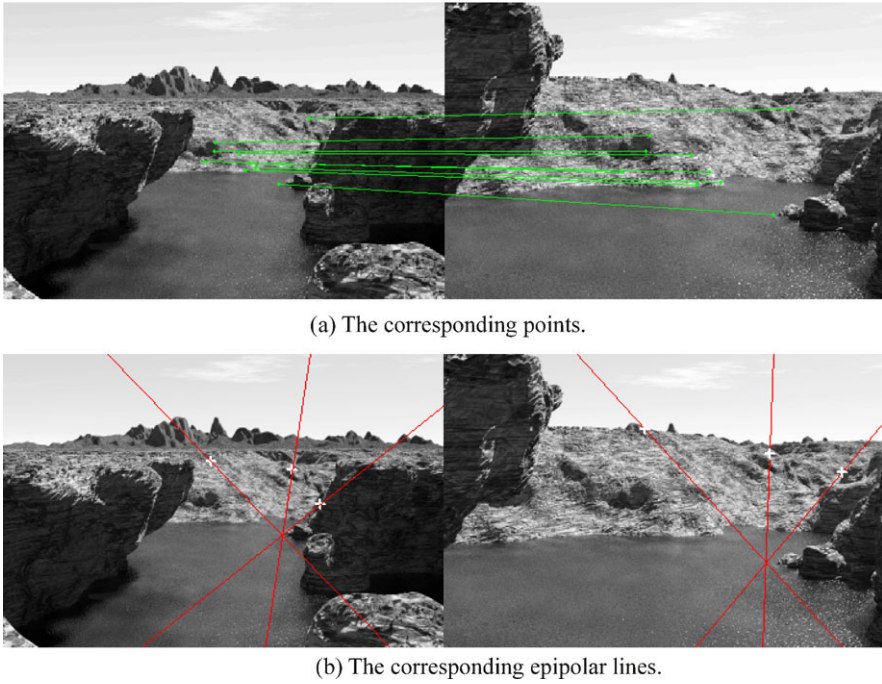 (a) The corresponding points.
(b) The corresponding epipolar lines.